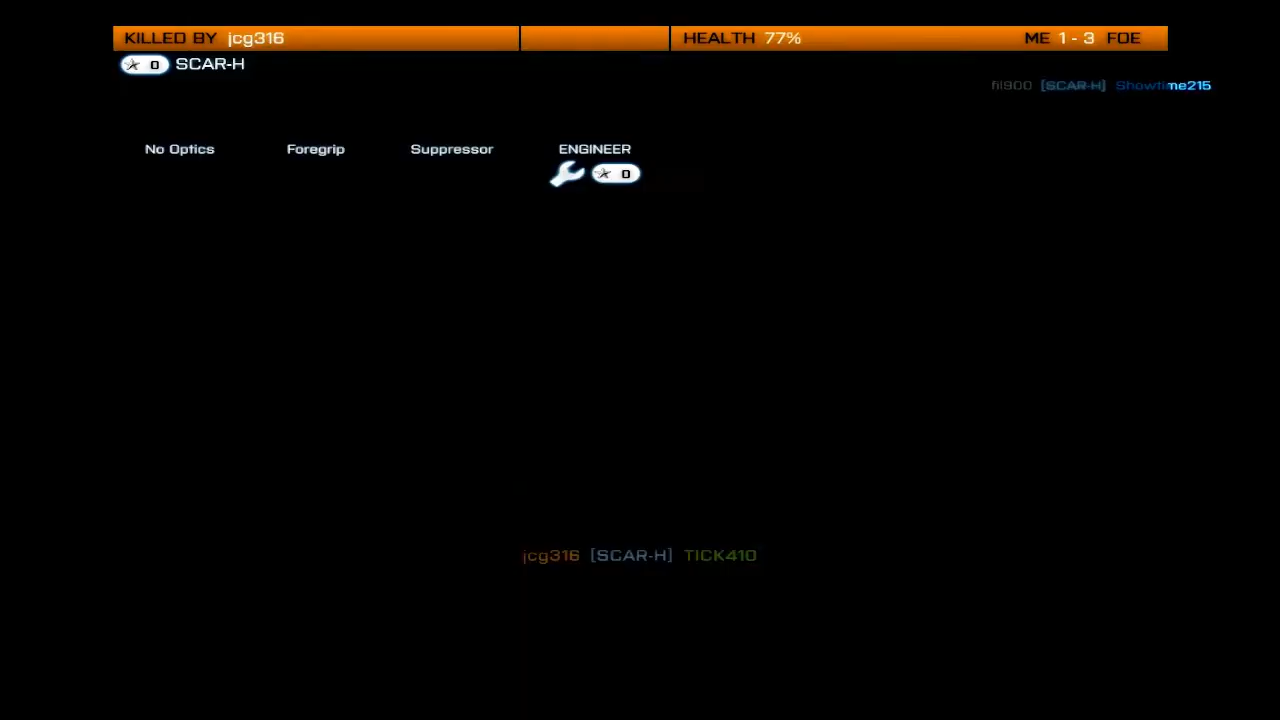 KILLED BY jcg316 HEALTH 77% ME 1 - 3 FOE
0 SCAR-H
fil900 [SCAR-H] Showtime215
No Optics Foregrip Suppressor ENGINEER
0
jcg316 [SCAR-H] TICK410